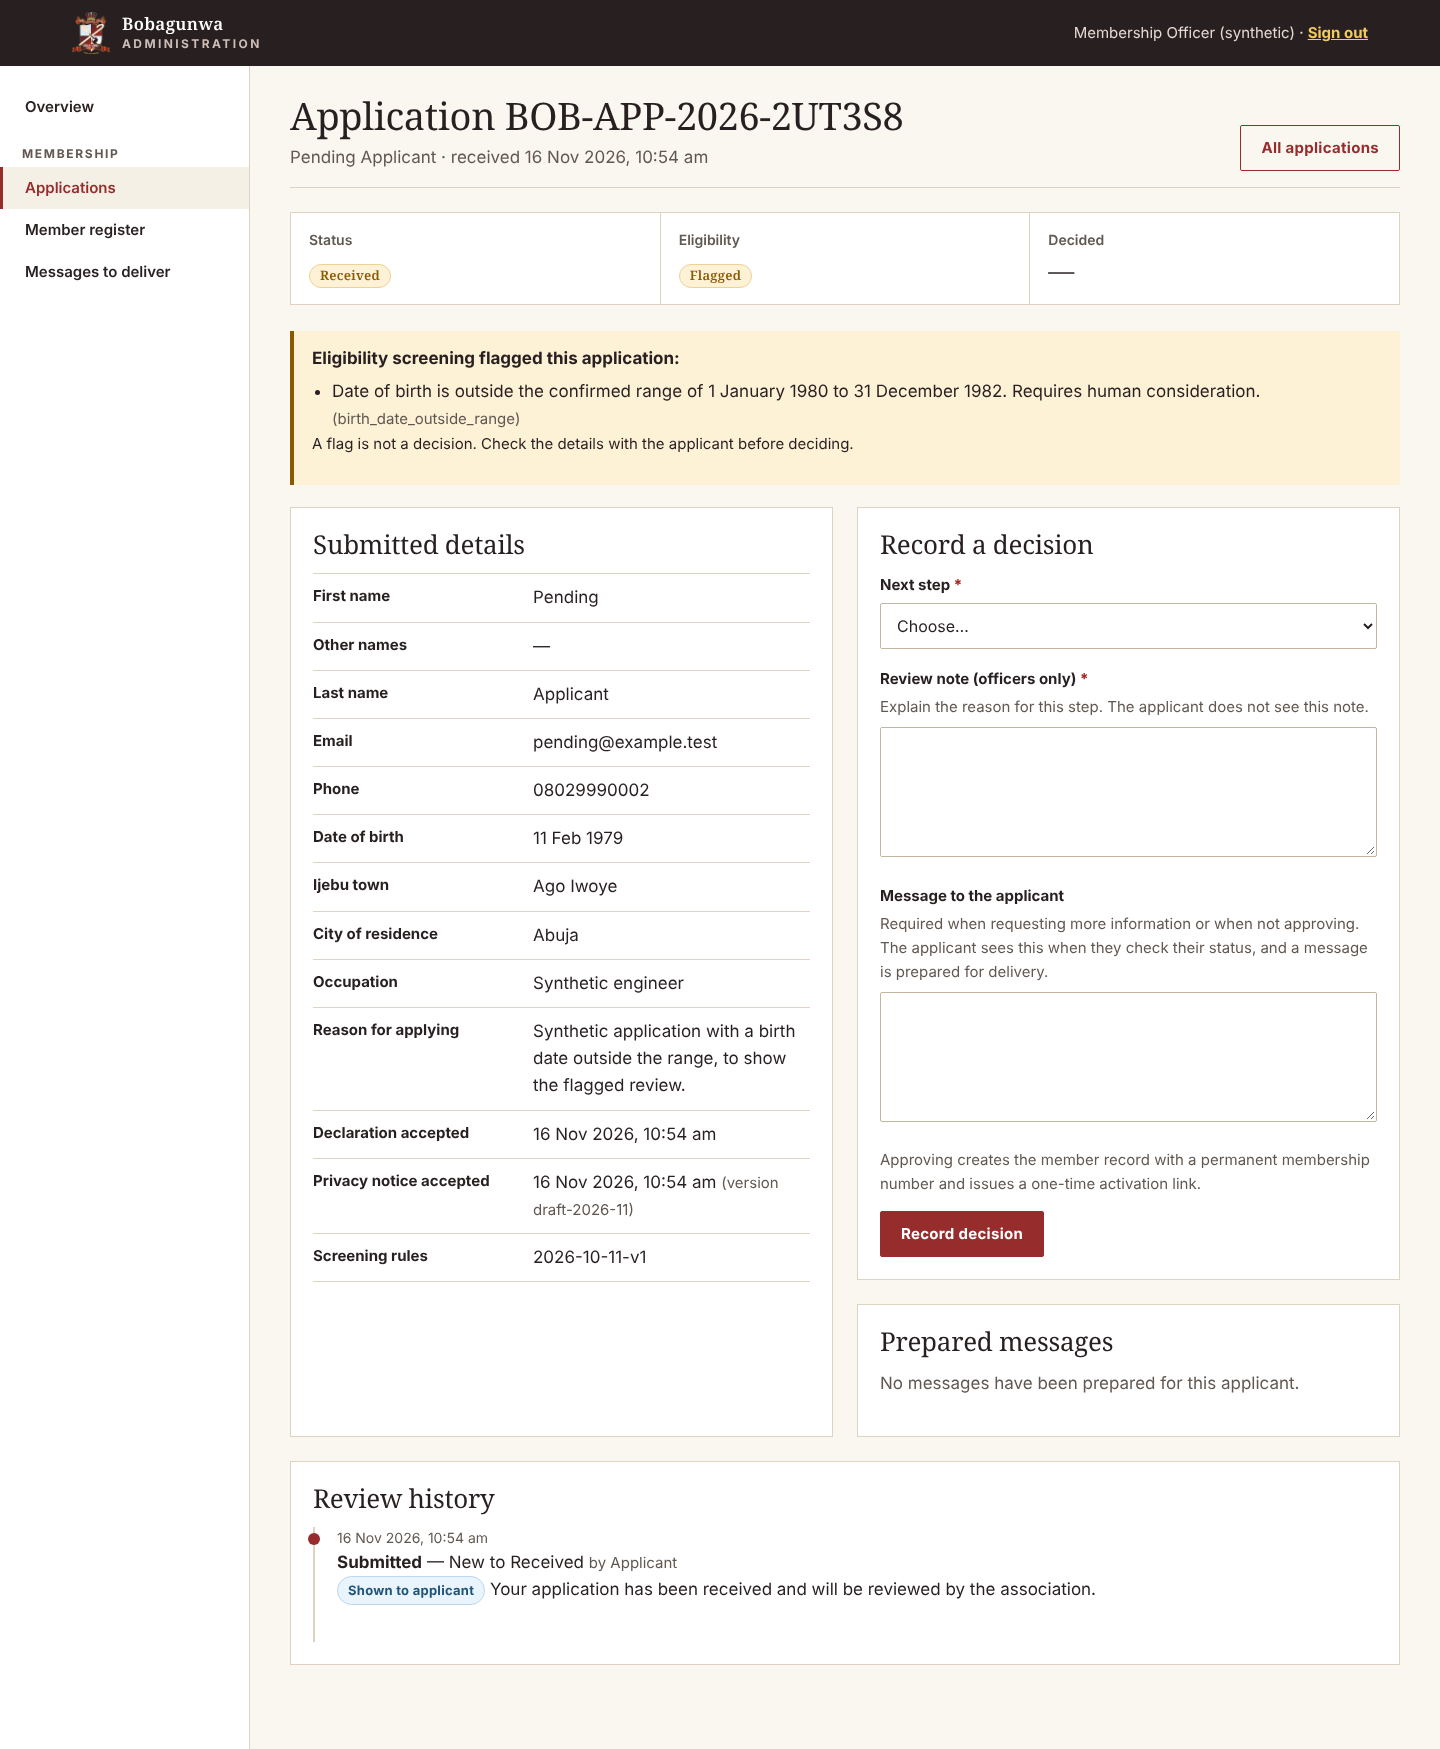 Bobagunwa
ADMINISTRATION
Membership Officer (synthetic) · Sign out
Overview
MEMBERSHIP
Applications
Member register
Messages to deliver
Application BOB-APP-2026-2UT3S8
Pending Applicant · received 16 Nov 2026, 10:54 am
All applications
Status
Received
Eligibility
Flagged
Decided
—
Eligibility screening flagged this application:
• Date of birth is outside the confirmed range of 1 January 1980 to 31 December 1982. Requires human consideration.
(birth_date_outside_range)
A flag is not a decision. Check the details with the applicant before deciding.
Submitted details
First name Pending
Other names —
Last name Applicant
Email pending@example.test
Phone 08029990002
Date of birth 11 Feb 1979
Ijebu town Ago Iwoye
City of residence Abuja
Occupation Synthetic engineer
Reason for applying Synthetic application with a birth
date outside the range, to show
the flagged review.
Declaration accepted 16 Nov 2026, 10:54 am
Privacy notice accepted 16 Nov 2026, 10:54 am (version
draft-2026-11)
Screening rules 2026-10-11-v1
Record a decision
Next step *
Choose...
Review note (officers only) *
Explain the reason for this step. The applicant does not see this note.
Message to the applicant
Required when requesting more information or when not approving.
The applicant sees this when they check their status, and a message
is prepared for delivery.
Approving creates the member record with a permanent membership
number and issues a one-time activation link.
Record decision
Prepared messages
No messages have been prepared for this applicant.
Review history
16 Nov 2026, 10:54 am
Submitted — New to Received by Applicant
Shown to applicant Your application has been received and will be reviewed by the association.